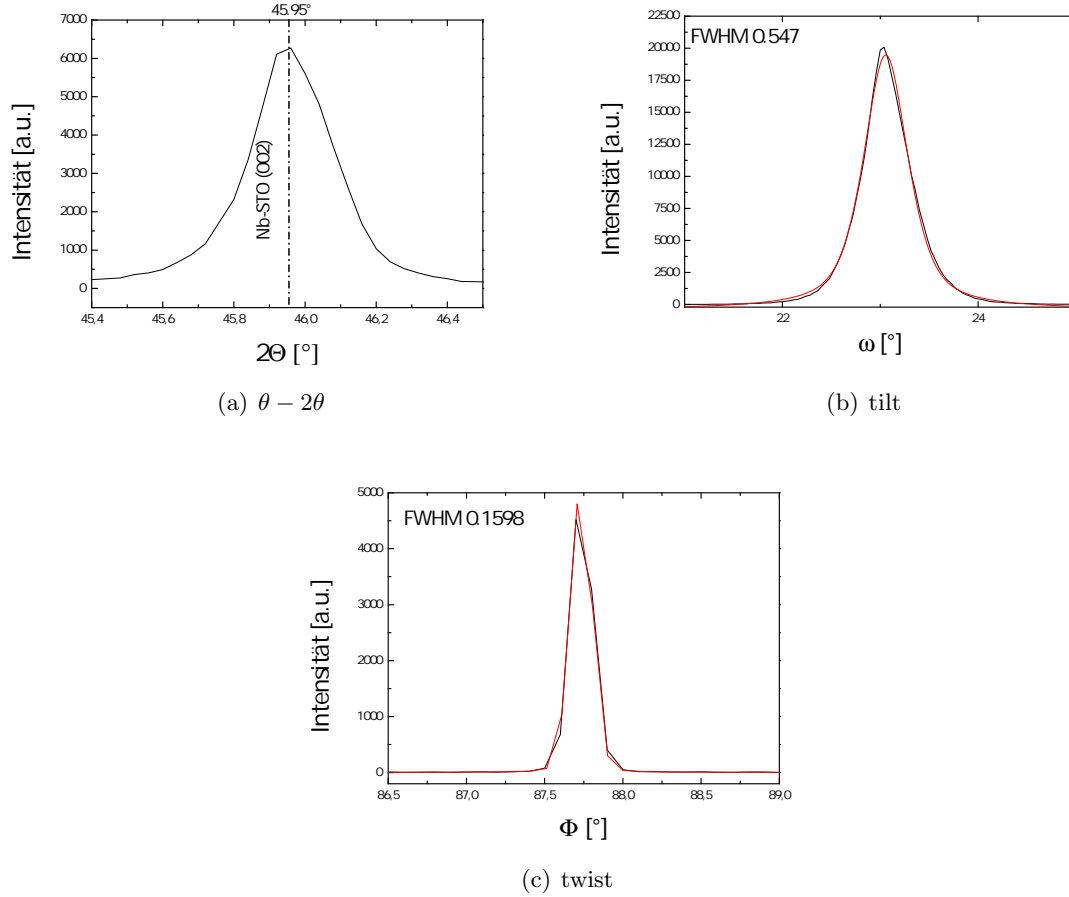 45.95°
7000
6000
5000
4000
3000
2000
1000
0
Intensität [a.u.]
Nb-STO (002)
45,4 45,6 45,8 46,0 46,2 46,4
2Θ [°]
(a) θ − 2θ
FWHM 0.547
22500
20000
17500
15000
12500
10000
7500
5000
2500
0
Intensität [a.u.]
22 24
ω [°]
(b) tilt
FWHM 0.1598
5000
4000
3000
2000
1000
0
Intensität [a.u.]
86,5 87,0 87,5 88,0 88,5 89,0
Φ [°]
(c) twist